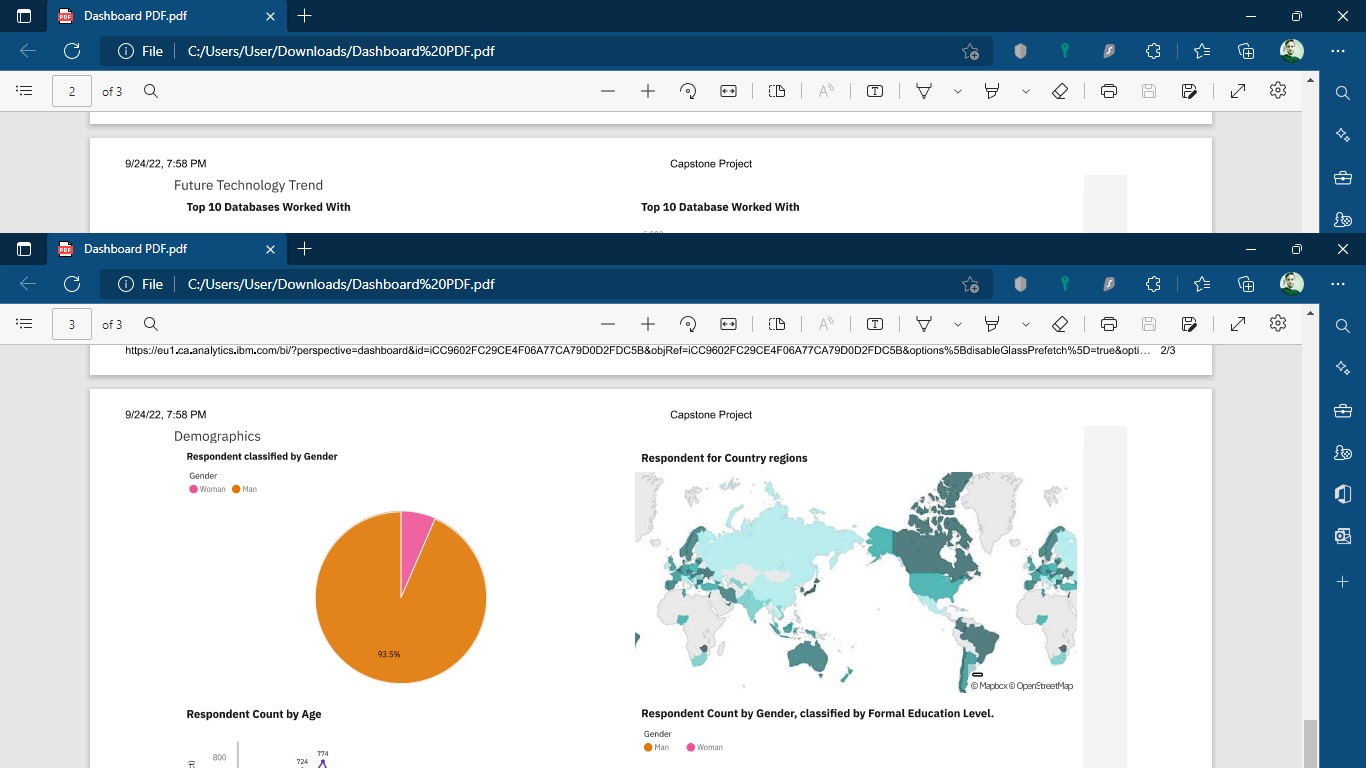 Dashboard PDF.pdf
File C:/Users/User/Downloads/Dashboard%20PDF.pdf
2 of 3
9/24/22, 7:58 PM Capstone Project
Future Technology Trend
Top 10 Databases Worked With Top 10 Database Worked With
Dashboard PDF.pdf
File C:/Users/User/Downloads/Dashboard%20PDF.pdf
3 of 3
https://eu1.ca.analytics.ibm.com/bi/?perspective=dashboard&id=iCC9602FC29CE4F06A77CA79D0D2FDC5B&objRef=iCC9602FC29CE4F06A77CA79D0D2FDC5B&options%5BdisableGlassPrefetch%5D=true&opti... 2/3
9/24/22, 7:58 PM Capstone Project
Demographics
Respondent classified by Gender
Gender
Woman Man
93.5%
Respondent for Country regions
© Mapbox © OpenStreetMap
Respondent Count by Age
800
724 774
Respondent Count by Gender, classified by Formal Education Level.
Gender
Man Woman